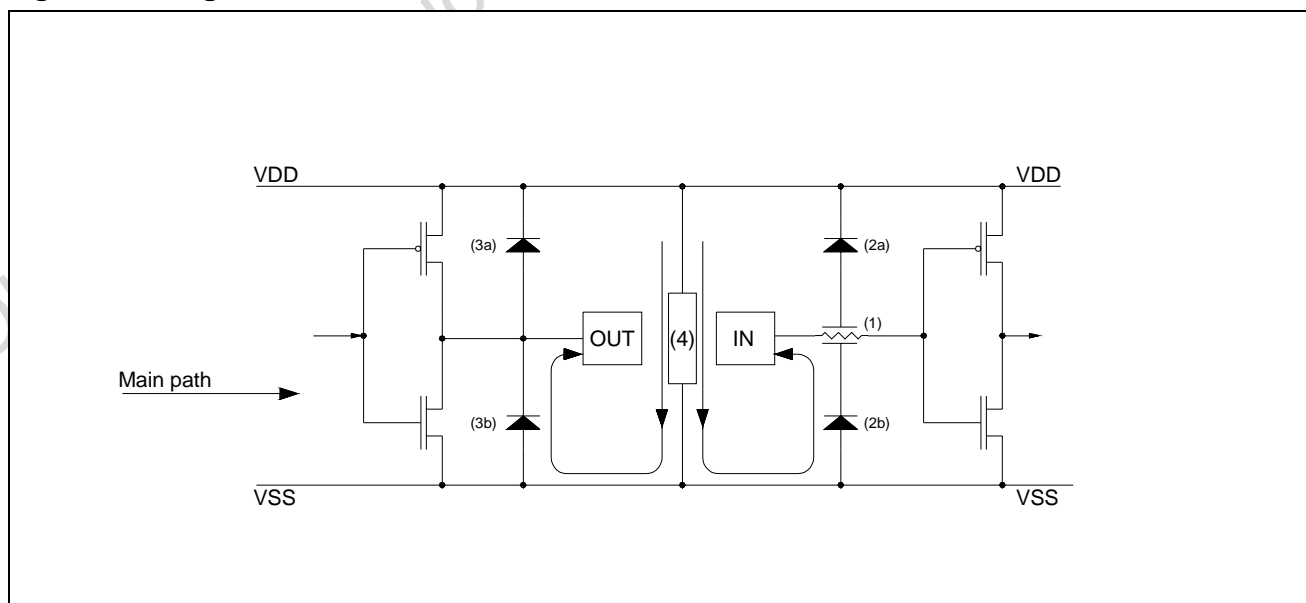 VDD
VDD
(3a)
(2a)
(1)
OUT
(4)
IN
Main path
(3b)
(2b)
VSS
VSS